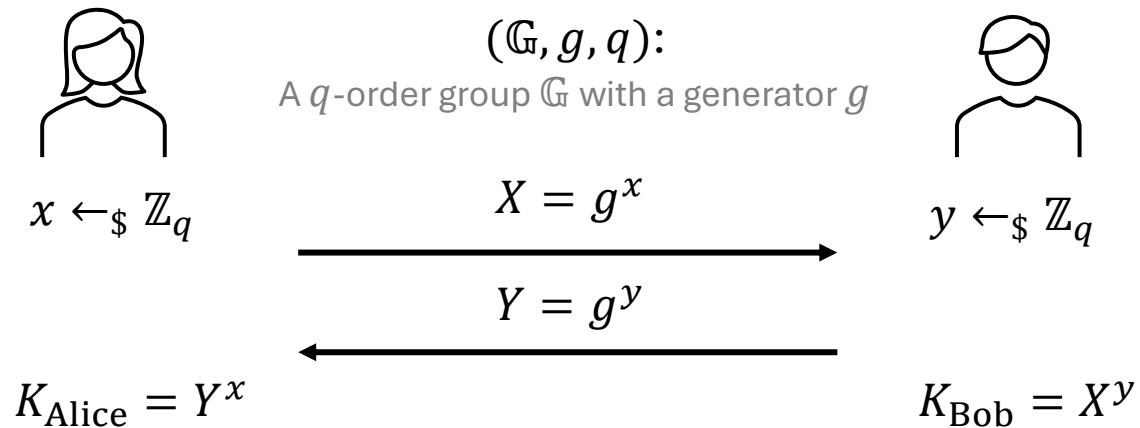 (𝔾, g, q):
A q-order group 𝔾 with a generator g
x ←$ ℤq
X = g^x
y ←$ ℤq
Y = g^y
K_Alice = Y^x
K_Bob = X^y